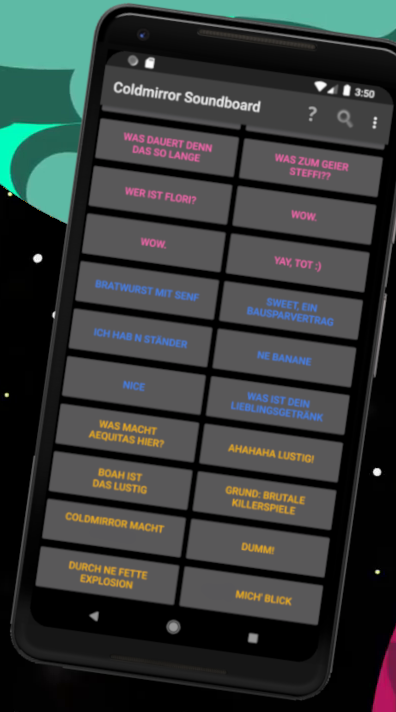 3:50
Coldmirror Soundboard ?
WAS DAUERT DENN
DAS SO LANGE
WAS ZUM GEIER
STEFFI??
WER IST FLORI?
WOW.
WOW.
YAY, TOT :)
BRATWURST MIT SENF
SWEET, EIN
BAUSPARVERTRAG
ICH HAB N STÄNDER
NE BANANE
NICE
WAS IST DEIN
LIEBLINGSGETRÄNK
WAS MACHT
AEQUITAS HIER?
AHAHAHA LUSTIG!
BOAH IST
DAS LUSTIG
GRUND: BRUTALE
KILLERSPIELE
COLDMIRROR MACHT
DUMM!
DURCH NE FETTE
EXPLOSION
MICH' BLICK